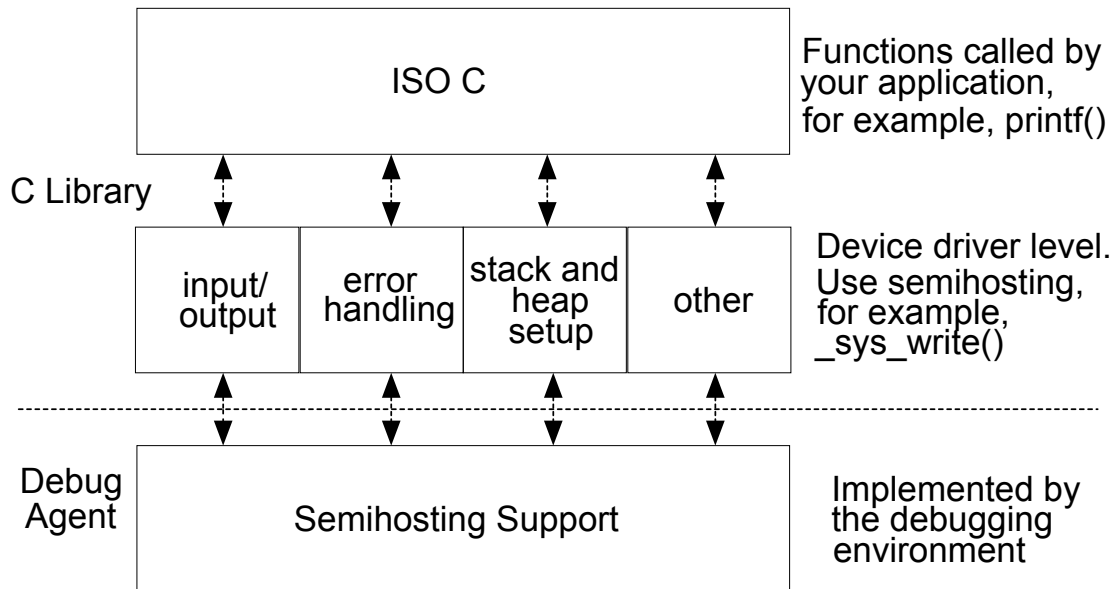 ISO C
Functions called by
your application,
for example, printf()
C Library
input/
output
error
handling
stack and
heap
setup
other
Device driver level.
Use semihosting,
for example,
_sys_write()
Debug
Agent
Semihosting Support
Implemented by
the debugging
environment